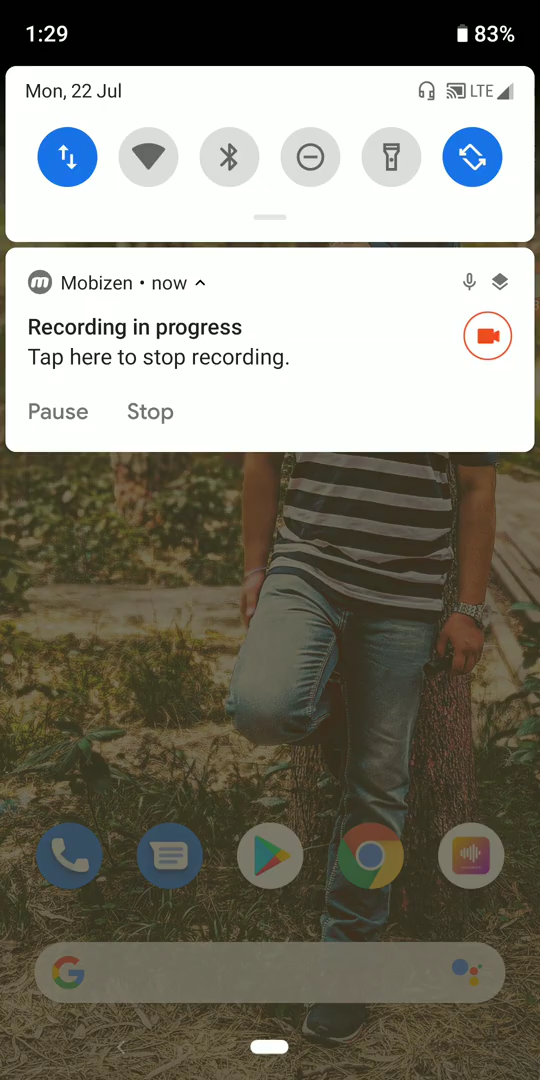 1:29 83%
Mon, 22 Jul LTE
Mobizen • now
Recording in progress
Tap here to stop recording.
Pause Stop